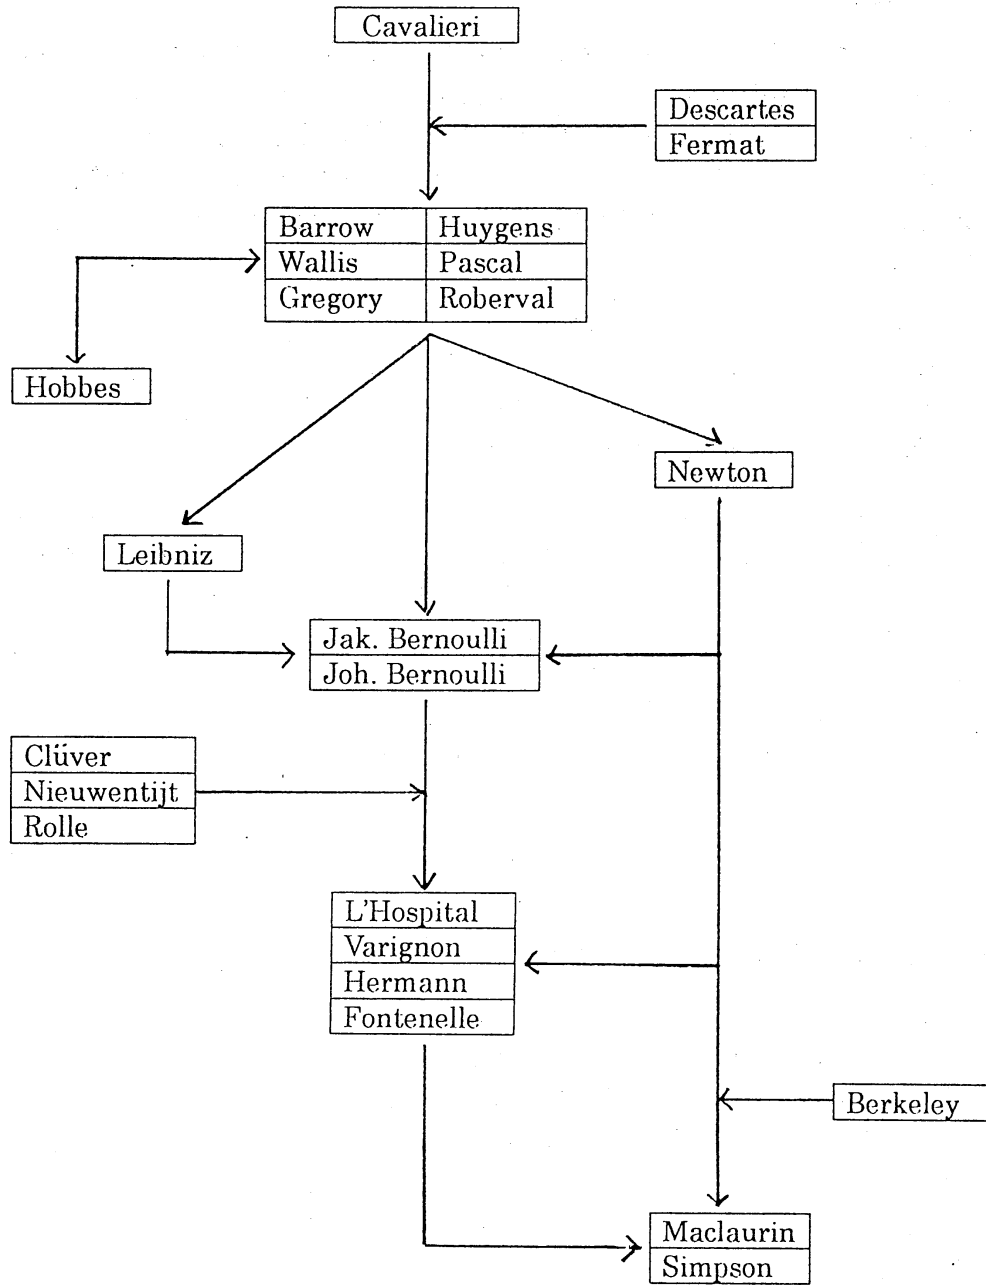 Cavalieri
Descartes
Fermat
Barrow Huygens
Wallis Pascal
Gregory Roberval
Hobbes
Newton
Leibniz
Jak. Bernoulli
Joh. Bernoulli
Clüver
Nieuwentijt
Rolle
L'Hospital
Varignon
Hermann
Fontenelle
Berkeley
Maclaurin
Simpson